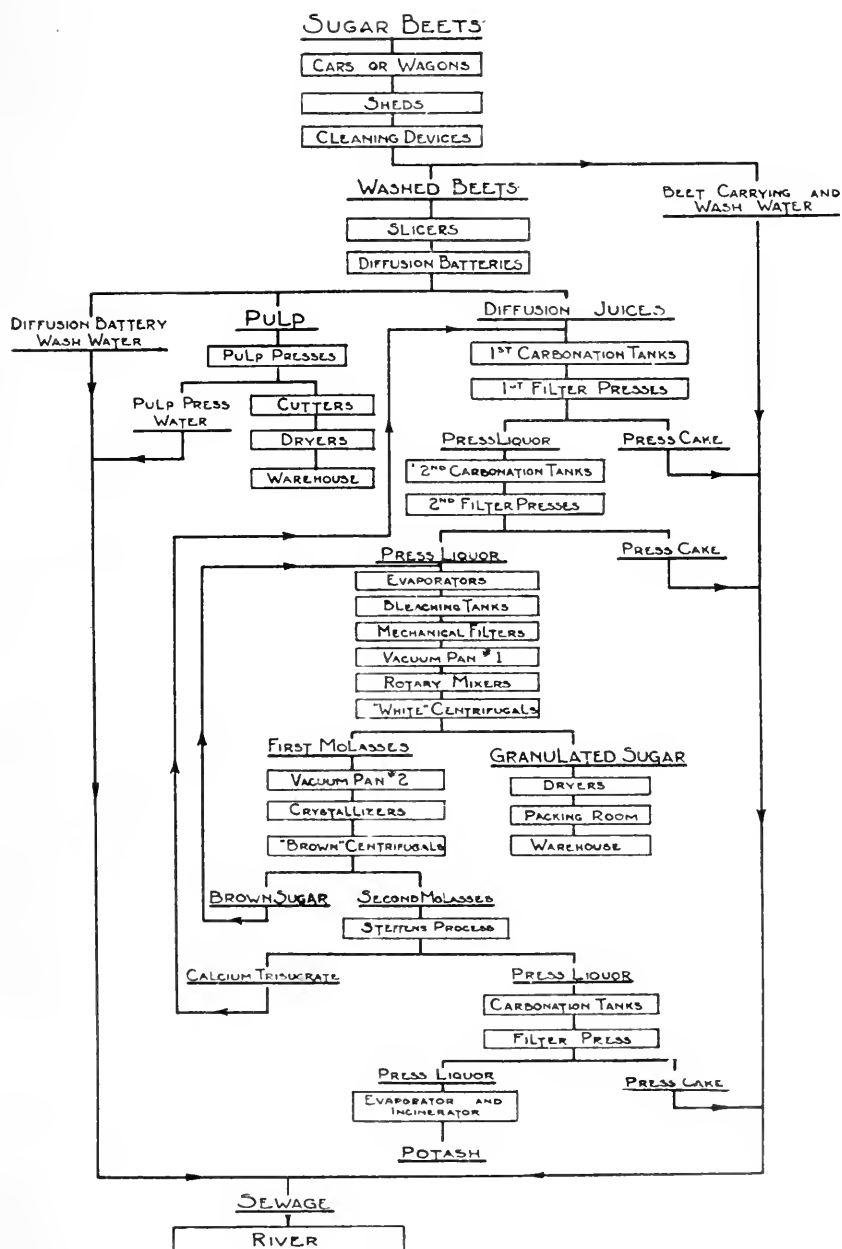 SUGAR BEETS
CARS OR WAGONS
SHEDS
CLEANING DEVICES
WASHED BEETS
BEET CARRYING AND
WASH WATER
SLICERS
DIFFUSION BATTERIES
DIFFUSION BATTERY
WASH WATER
PULP
DIFFUSION JUICES
PULP PRESSES
1ST CARBONATION TANKS
1ST FILTER PRESSES
PULP PRESS
WATER
CUTTERS
DRYERS
WAREHOUSE
PRESS LIQUOR
PRESS CAKE
2ND CARBONATION TANKS
2ND FILTER PRESSES
PRESS LIQUOR
PRESS CAKE
EVAPORATORS
BLEACHING TANKS
MECHANICAL FILTERS
VACUUM PAN #1
ROTARY MIXERS
"WHITE" CENTRIFUGALS
FIRST MOLASSES
GRANULATED SUGAR
VACUUM PAN #2
DRYERS
CRYSTALLIZERS
PACKING ROOM
"BROWN" CENTRIFUGALS
WAREHOUSE
BROWN SUGAR
SECOND MOLASSES
STEFFENS PROCESS
CALCIUM TRISUCRATE
PRESS LIQUOR
CARBONATION TANKS
FILTER PRESS
PRESS LIQUOR
PRESS CAKE
EVAPORATOR AND
INCINERATOR
POTASH
SEWAGE
RIVER